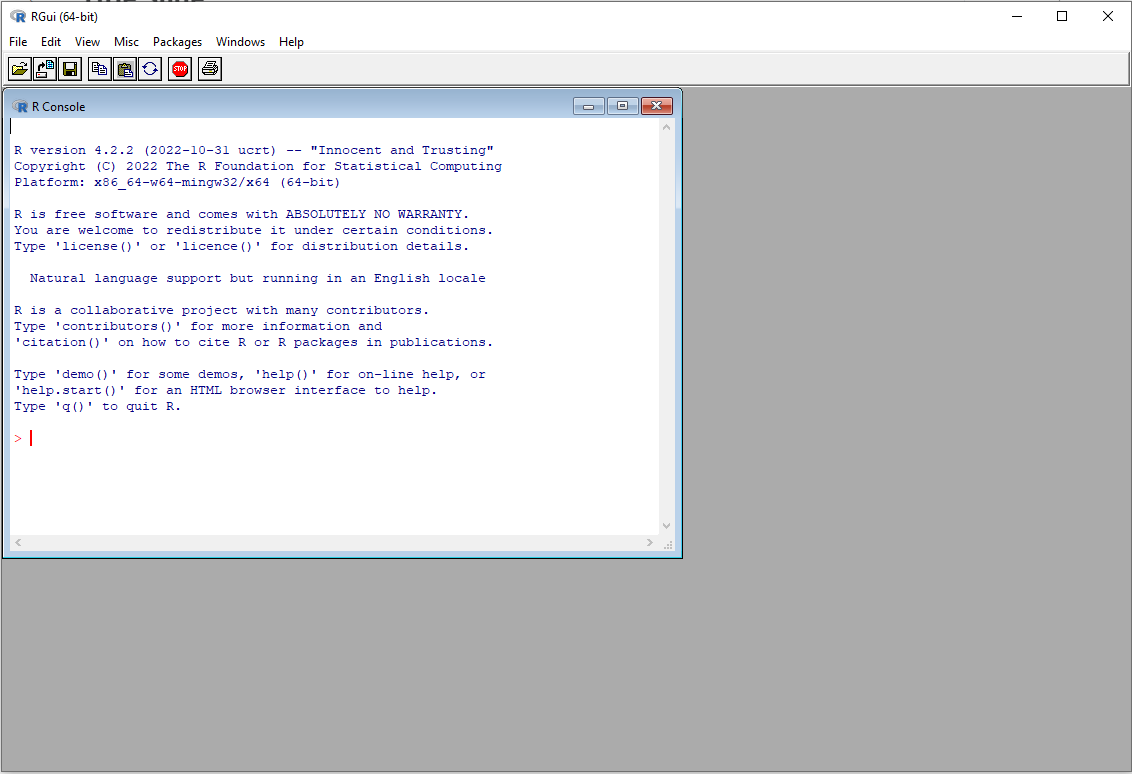 RGui (64-bit)
File Edit View Misc Packages Windows Help
STOP
R Console
R version 4.2.2 (2022-10-31 ucrt) -- "Innocent and Trusting"
Copyright (C) 2022 The R Foundation for Statistical Computing
Platform: x86_64-w64-mingw32/x64 (64-bit)
R is free software and comes with ABSOLUTELY NO WARRANTY.
You are welcome to redistribute it under certain conditions.
Type 'license()' or 'licence()' for distribution details.
Natural language support but running in an English locale
R is a collaborative project with many contributors.
Type 'contributors()' for more information and
'citation()' on how to cite R or R packages in publications.
Type 'demo()' for some demos, 'help()' for on-line help, or
'help.start()' for an HTML browser interface to help.
Type 'q()' to quit R.
>